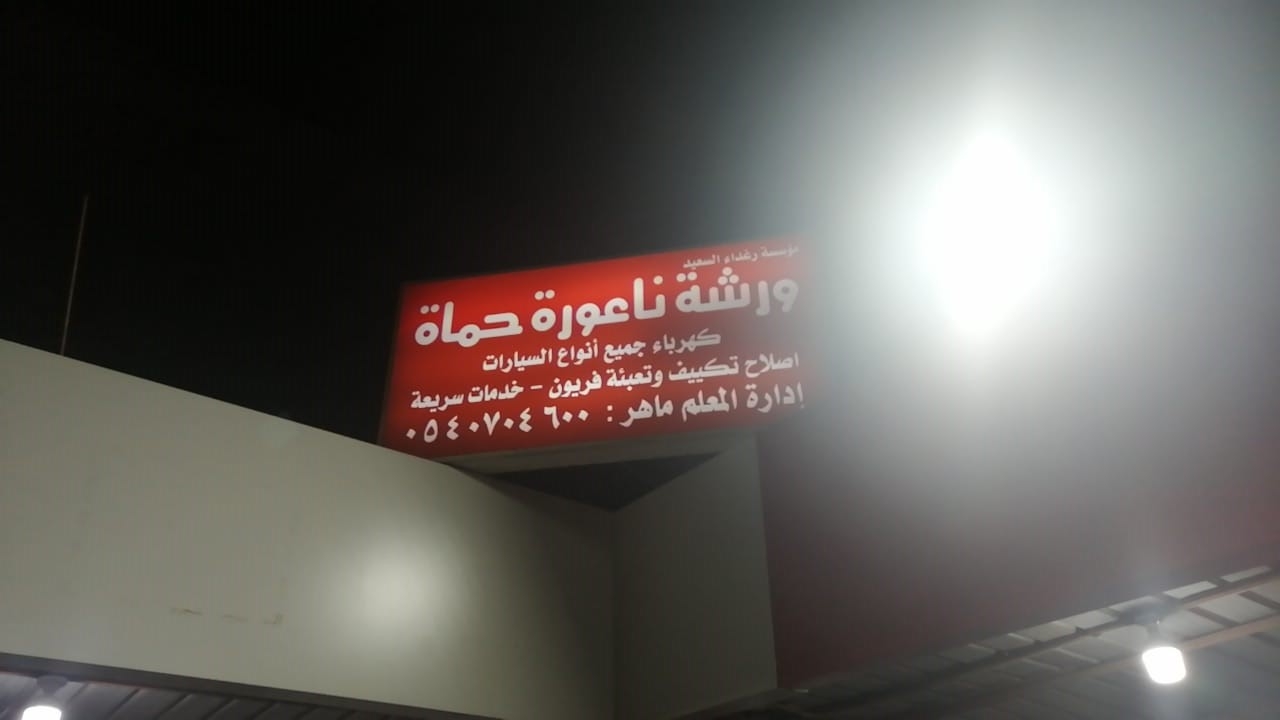 مؤسسة رغداء السعيد
ورشة ناعورة حماة
كهرباء جميع أنواع السيارات
اصلاح تكييف وتعبئة فريون - خدمات سريعة
إدارة المعلم ماهر : ٠٥٤٠٧٠٤٦٠٠